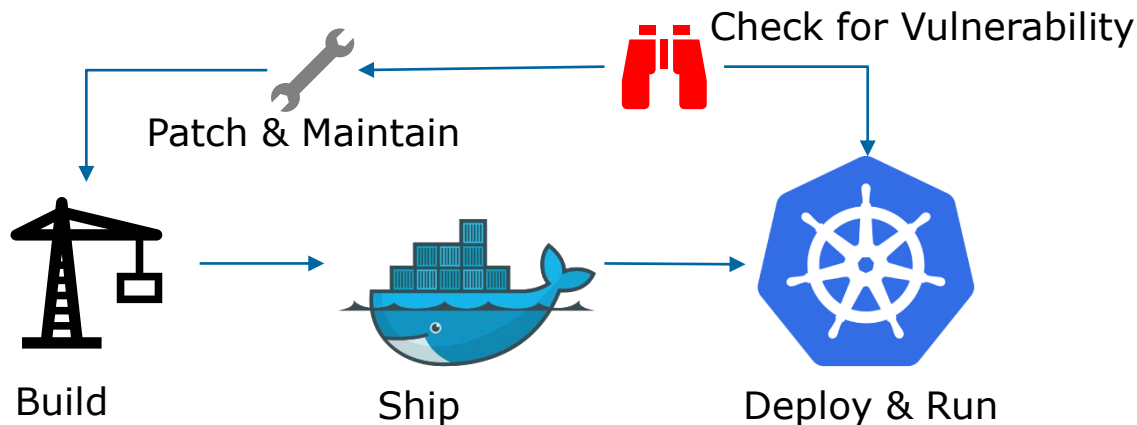 Check for Vulnerability
Patch & Maintain
Build
Ship
Deploy & Run